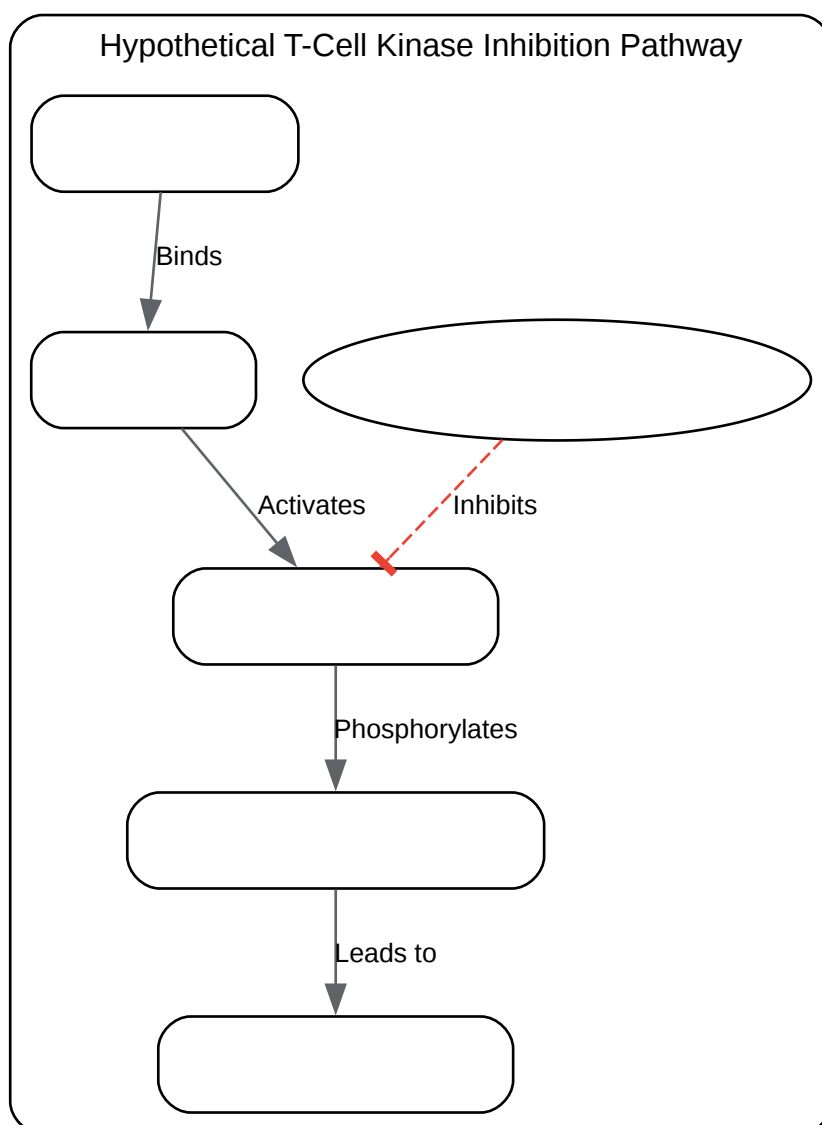 Hypothetical T-Cell Kinase Inhibition Pathway
Binds
Activates
Inhibits
Phosphorylates
Leads to